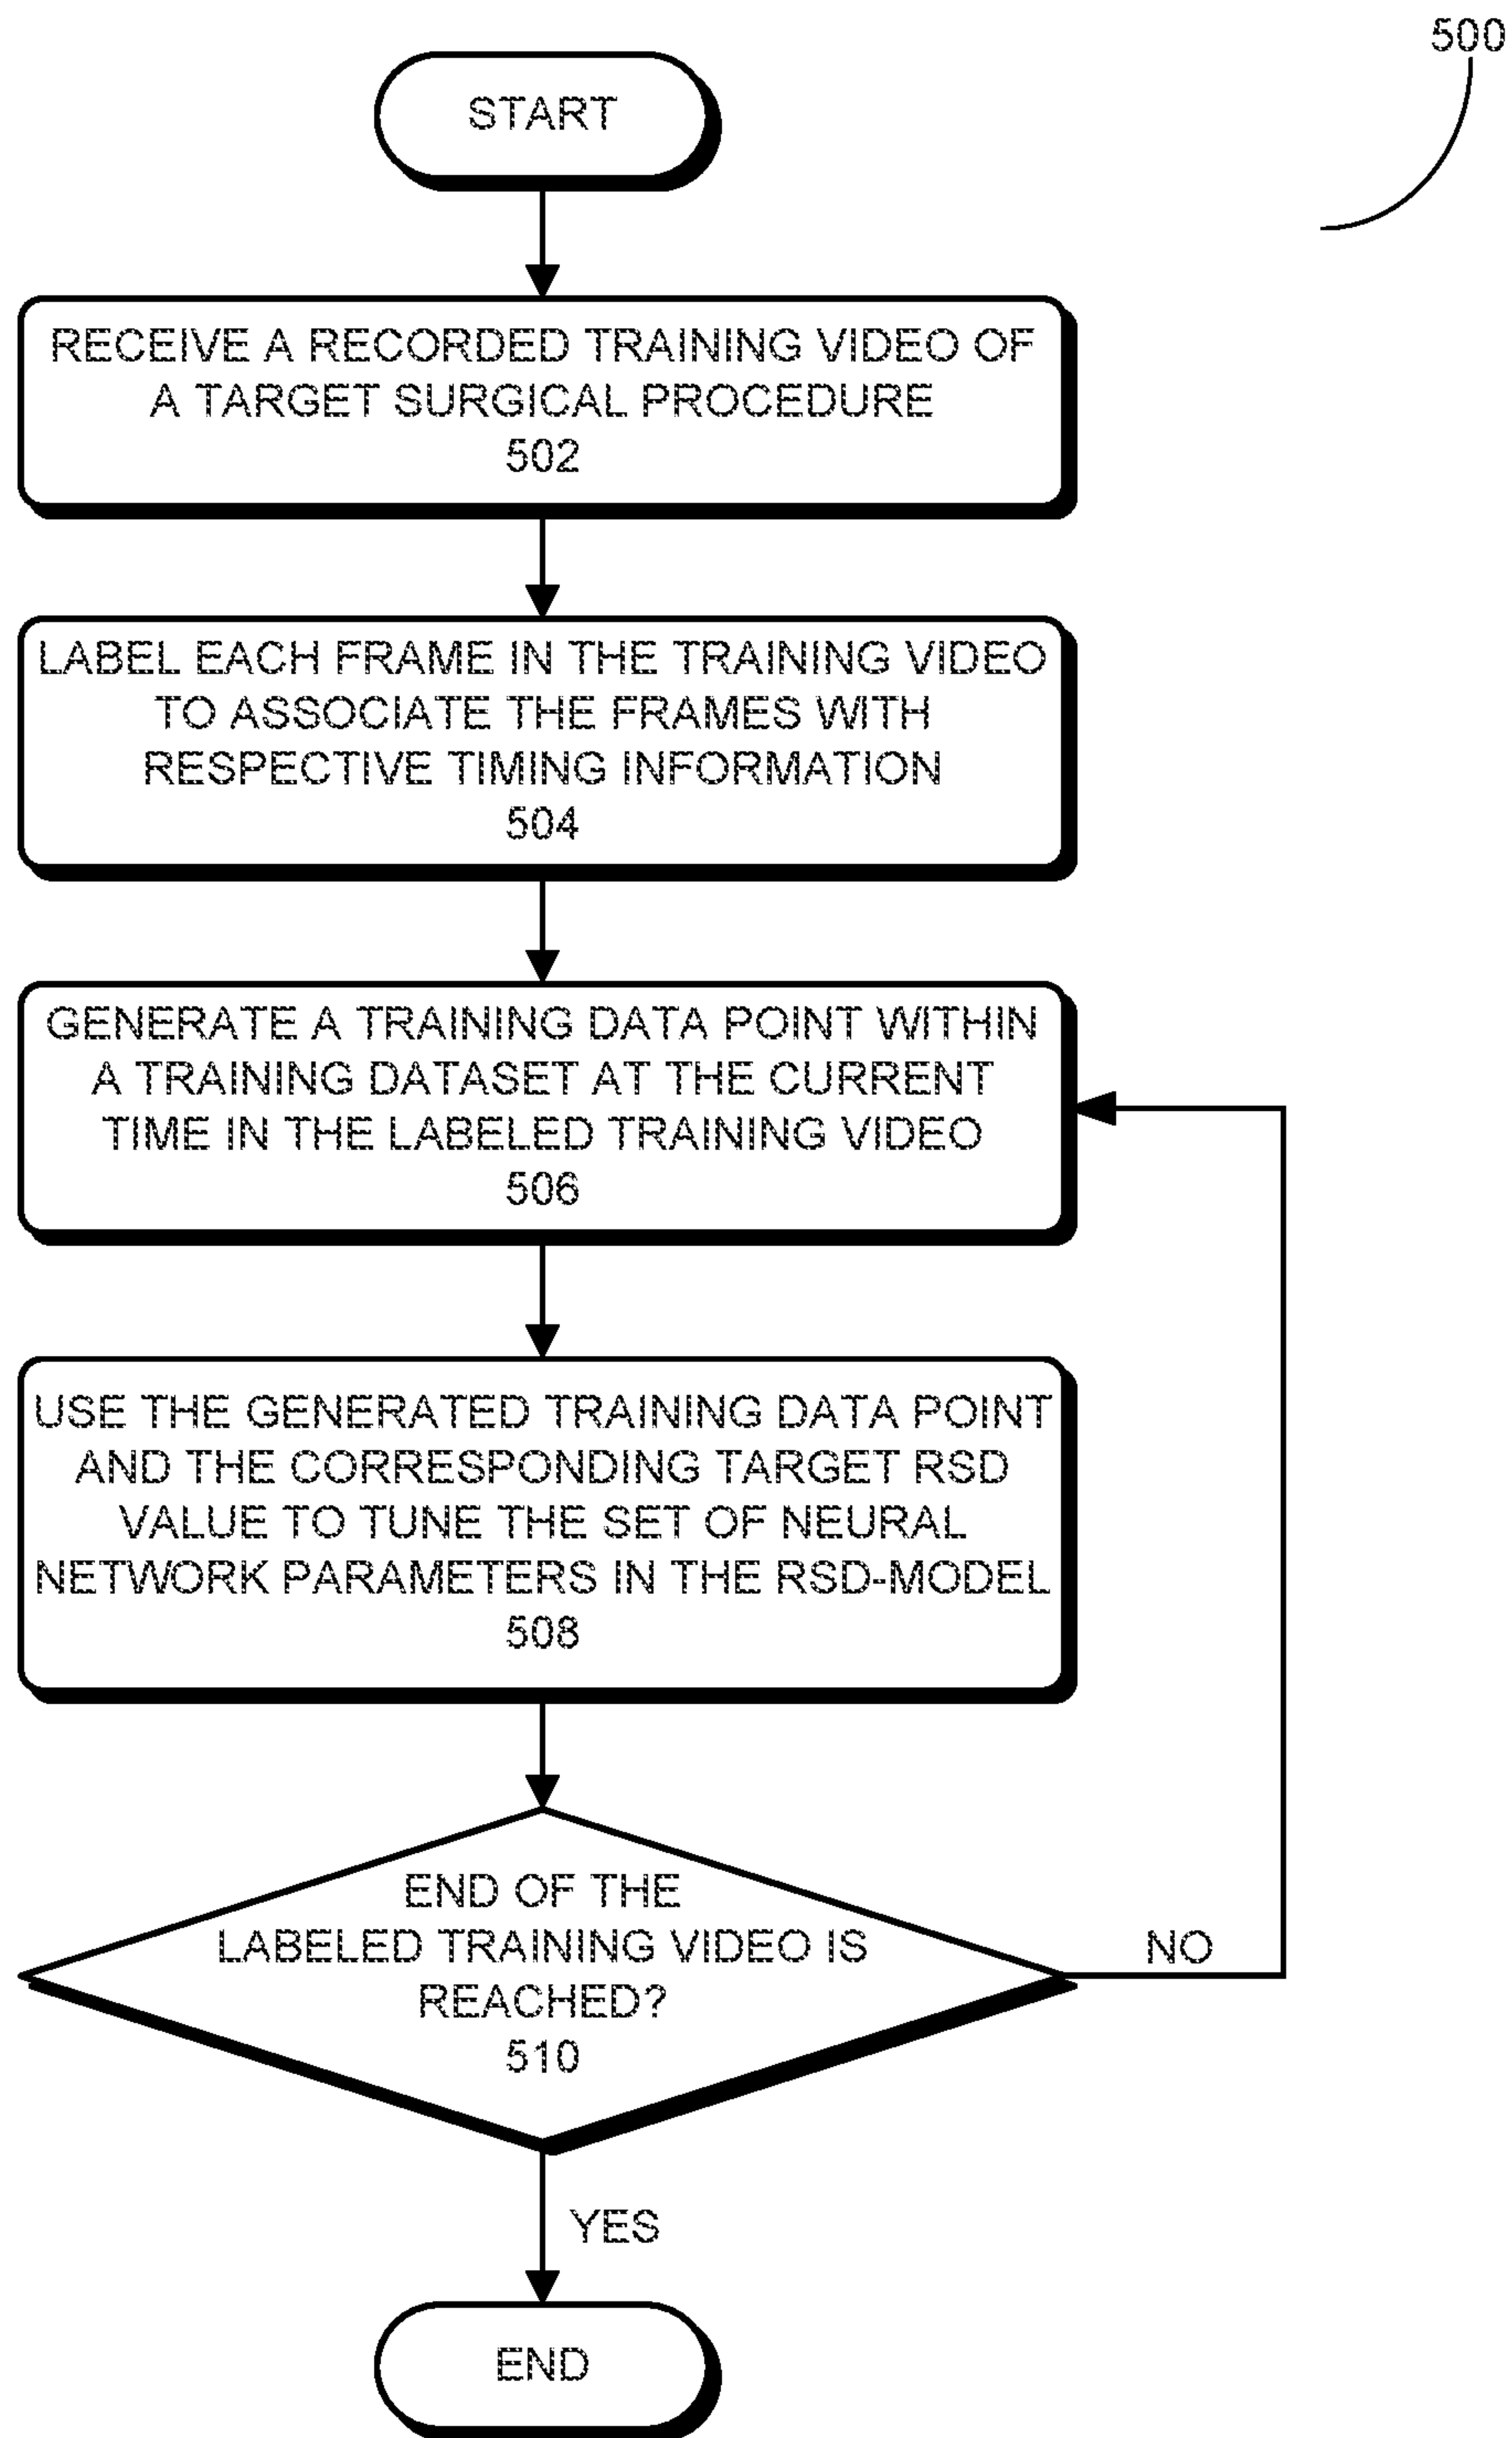 500
START
RECEIVE A RECORDED TRAINING VIDEO OF
A TARGET SURGICAL PROCEDURE
502
LABEL EACH FRAME IN THE TRAINING VIDEO
TO ASSOCIATE THE FRAMES WITH
RESPECTIVE TIMING INFORMATION
504
GENERATE A TRAINING DATA POINT WITHIN
A TRAINING DATASET AT THE CURRENT
TIME IN THE LABELED TRAINING VIDEO
506
USE THE GENERATED TRAINING DATA POINT
AND THE CORRESPONDING TARGET RSD
VALUE TO TUNE THE SET OF NEURAL
NETWORK PARAMETERS IN THE RSD-MODEL
508
END OF THE
LABELED TRAINING VIDEO IS
REACHED?
510
NO
YES
END